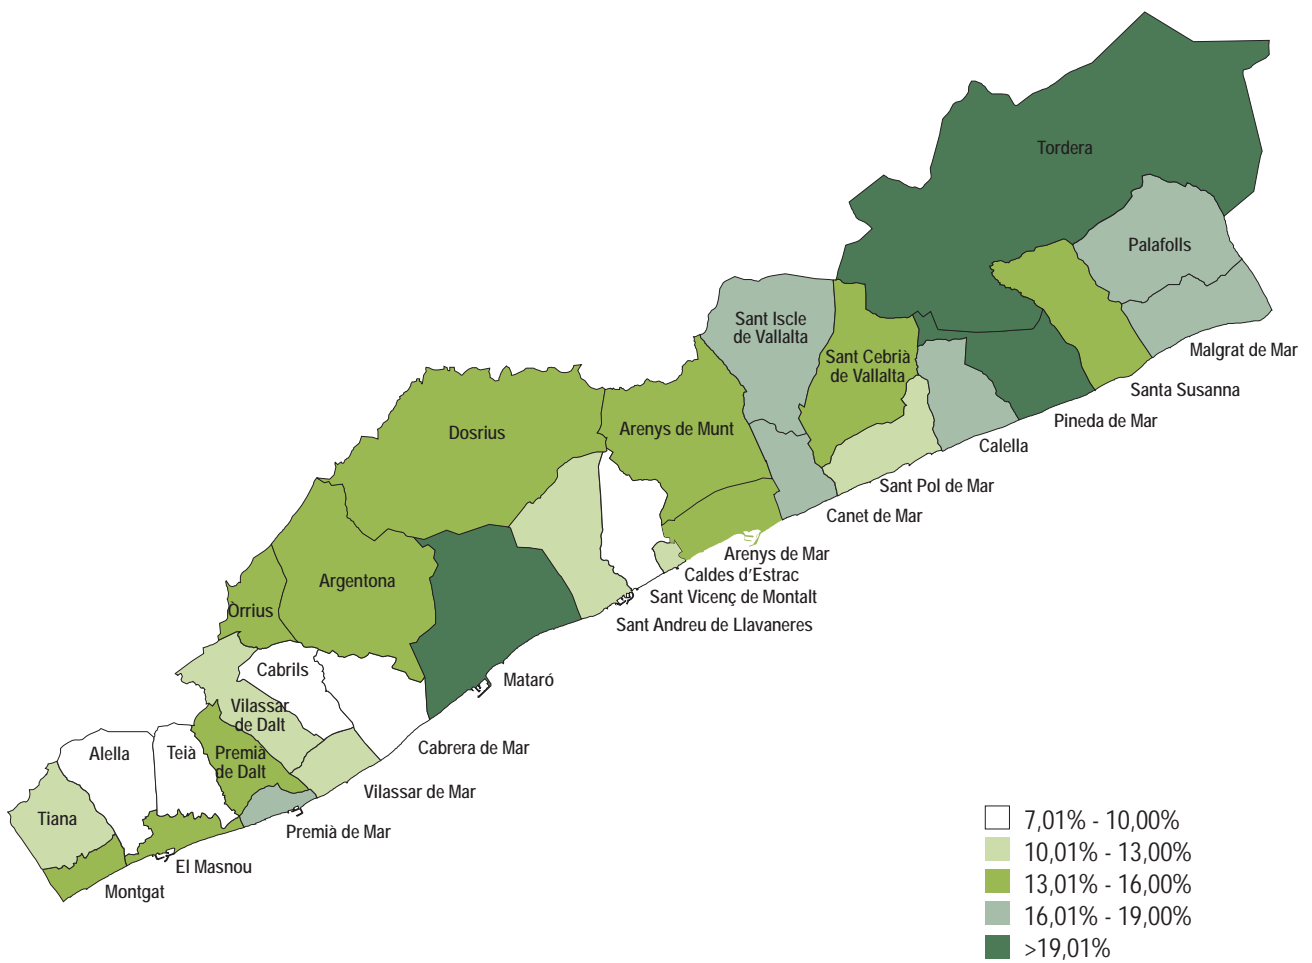 Tordera
Palafolls
Sant Iscle
de Vallalta
Sant Cebrià
de Vallalta
Malgrat de Mar
Santa Susanna
Pineda de Mar
Calella
Dosrius
Arenys de Munt
Sant Pol de Mar
Canet de Mar
Arenys de Mar
Caldes d'Estrac
Sant Vicenç de Montalt
Sant Andreu de Llavaneres
Argentona
Orrius
Cabrils
Mataró
Vilassar
de Dalt
Cabrera de Mar
Alella
Teià
Premià
de Dalt
Vilassar de Mar
Tiana
Premià de Mar
El Masnou
Montgat
7,01% - 10,00%
10,01% - 13,00%
13,01% - 16,00%
16,01% - 19,00%
>19,01%